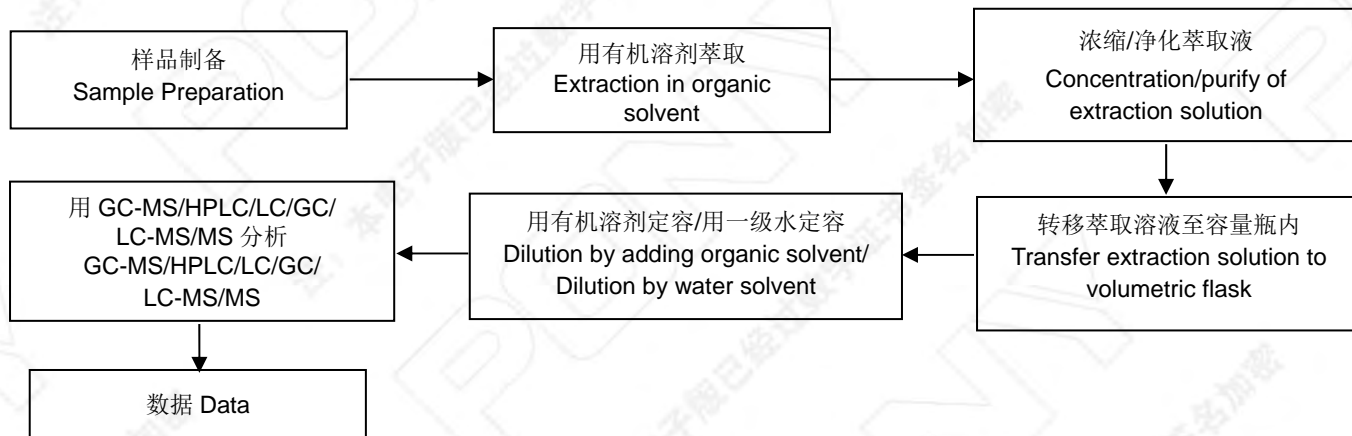 样品制备
Sample Preparation
用有机溶剂萃取
Extraction in organic
solvent
浓缩/净化萃取液
Concentration/purify of
extraction solution
转移萃取溶液至容量瓶内
Transfer extraction solution to
volumetric flask
用有机溶剂定容/用一级水定容
Dilution by adding organic solvent/
Dilution by water solvent
用 GC-MS/HPLC/LC/GC/
LC-MS/MS 分析
GC-MS/HPLC/LC/GC/
LC-MS/MS
数据 Data